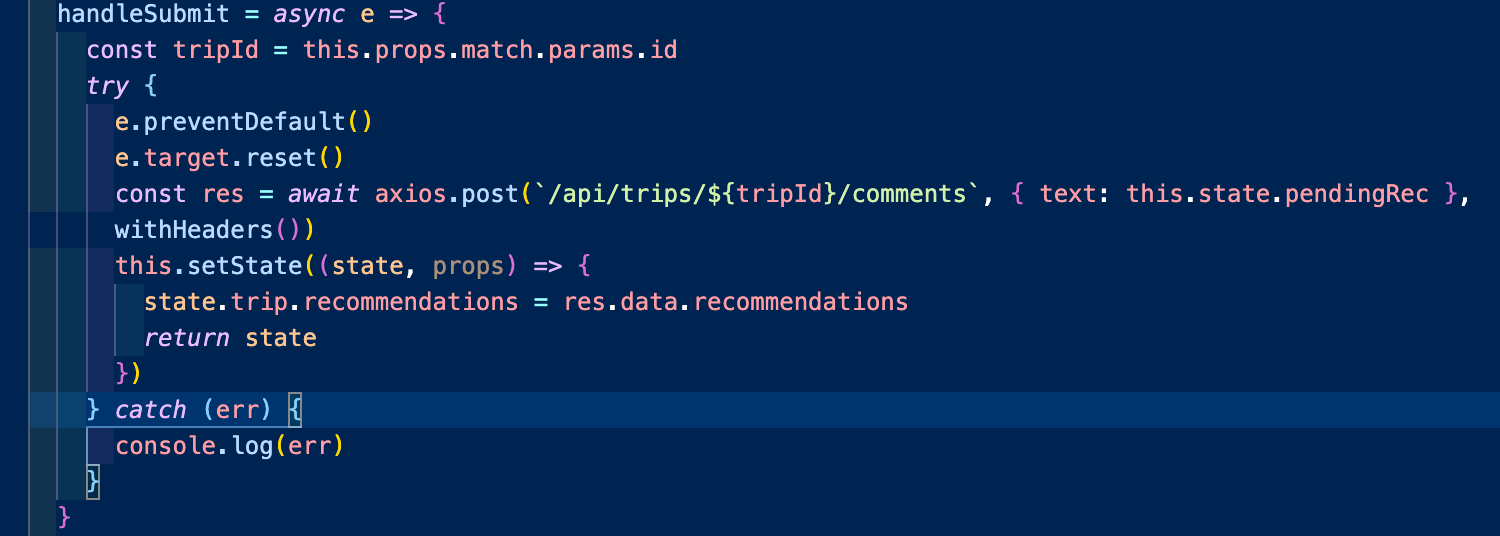 handleSubmit = async e => {
const tripId = this.props.match.params.id
try {
e.preventDefault()
e.target.reset()
const res = await axios.post(`/api/trips/${tripId}/comments`, { text: this.state.pendingRec },
withHeaders())
this.setState((state, props) => {
state.trip.recommendations = res.data.recommendations
return state
})
} catch (err) {
console.log(err)
}
}